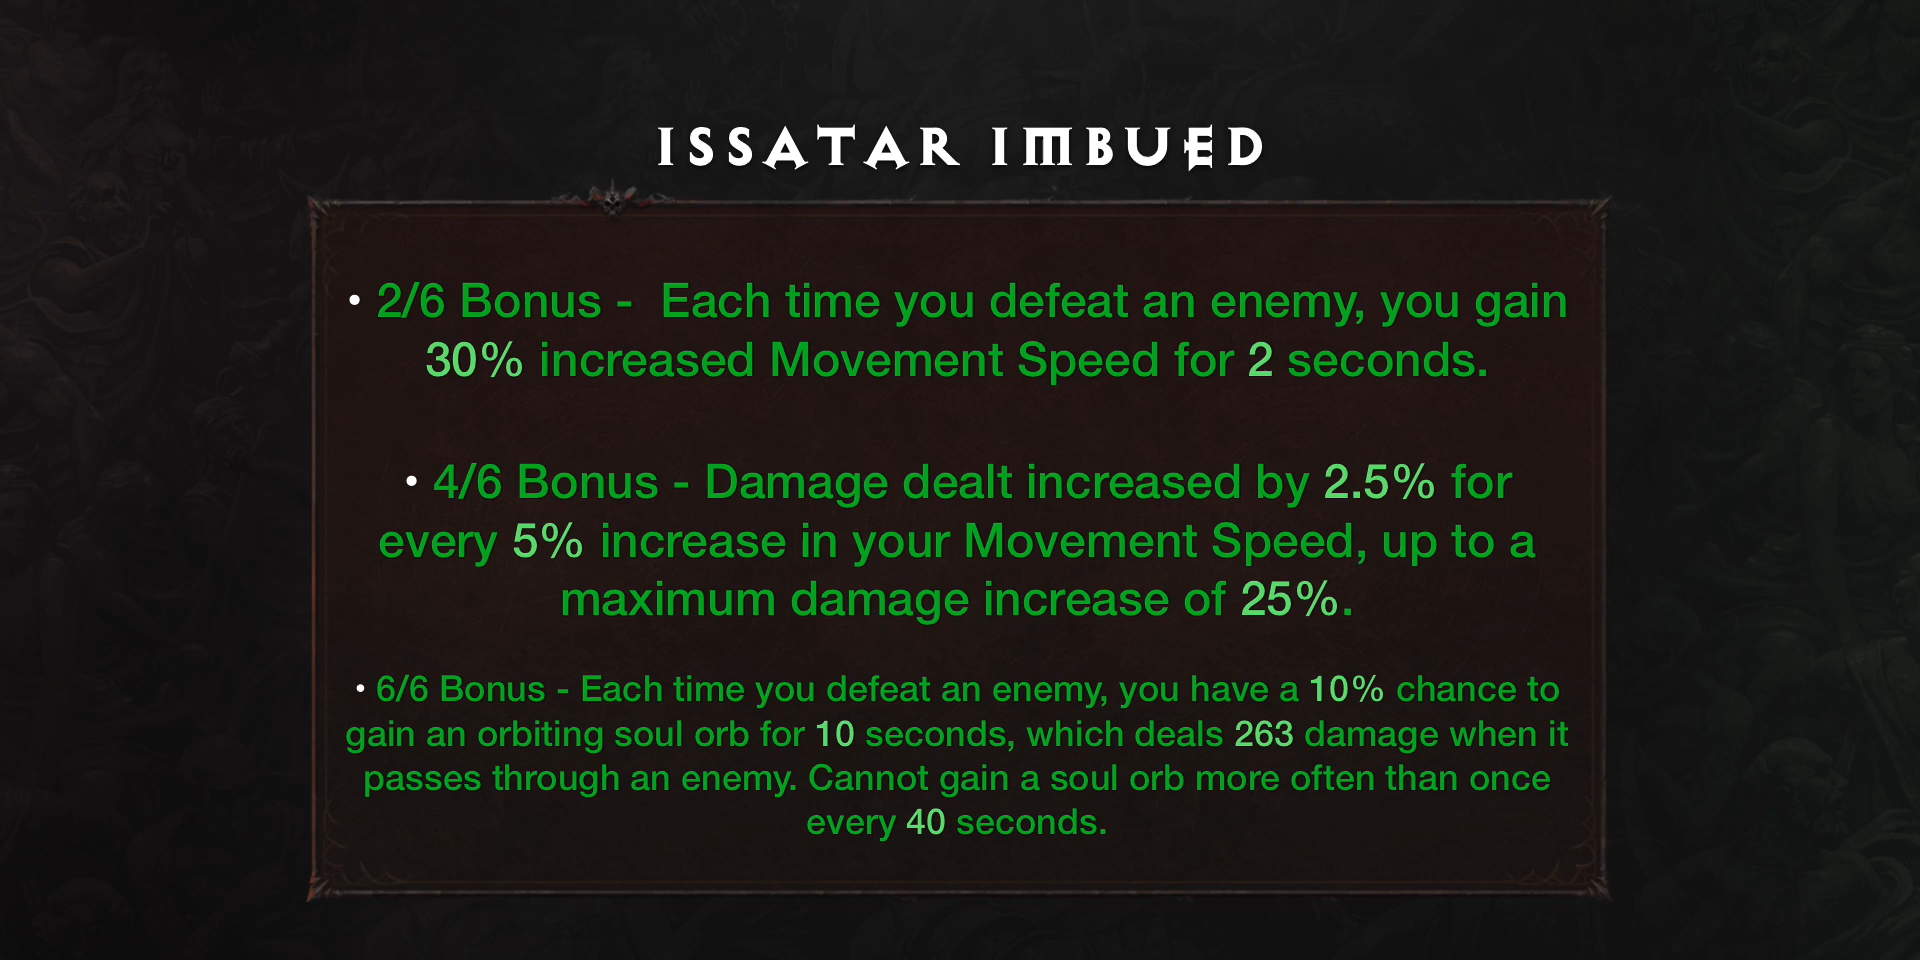 ISSATAR IMBUED
• 2/6 Bonus -  Each time you defeat an enemy, you gain
30% increased Movement Speed for 2 seconds.
• 4/6 Bonus - Damage dealt increased by 2.5% for
every 5% increase in your Movement Speed, up to a
maximum damage increase of 25%.
• 6/6 Bonus - Each time you defeat an enemy, you have a 10% chance to
gain an orbiting soul orb for 10 seconds, which deals 263 damage when it
passes through an enemy. Cannot gain a soul orb more often than once
every 40 seconds.